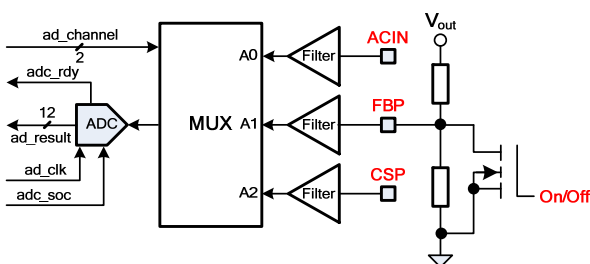 ad_channel
2
adc_rdy
12
ad_result
ADC
ad_clk
adc_soc
MUX
A0
A1
A2
Filter
Filter
Filter
ACIN
FBP
CSP
Vout
On/Off